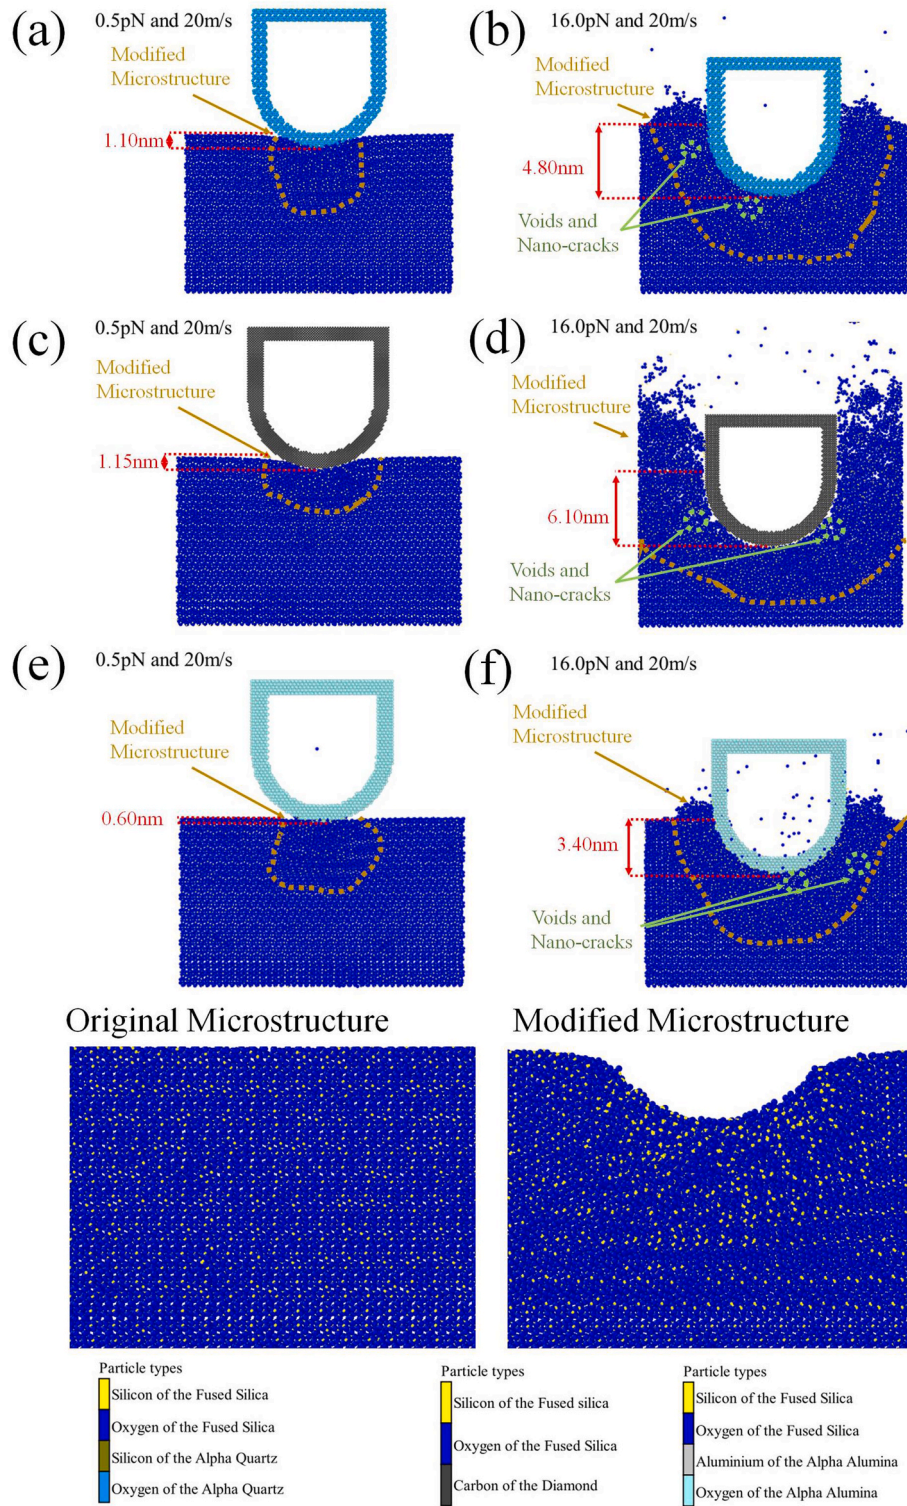 (a)
0.5pN and 20m/s
Modified
Microstructure
1.10nm
(b)
16.0pN and 20m/s
Modified
Microstructure
4.80nm
Voids and
Nano-cracks
(c)
0.5pN and 20m/s
Modified
Microstructure
1.15nm
(d)
16.0pN and 20m/s
Modified
Microstructure
6.10nm
Voids and
Nano-cracks
(e)
0.5pN and 20m/s
Modified
Microstructure
0.60nm
(f)
16.0pN and 20m/s
Modified
Microstructure
3.40nm
Voids and
Nano-cracks
Original Microstructure
Modified Microstructure
Particle types
Silicon of the Fused Silica
Oxygen of the Fused Silica
Silicon of the Alpha Quartz
Oxygen of the Alpha Quartz
Particle types
Silicon of the Fused silica
Oxygen of the Fused Silica
Carbon of the Diamond
Particle types
Silicon of the Fused Silica
Oxygen of the Fused Silica
Aluminium of the Alpha Alumina
Oxygen of the Alpha Alumina